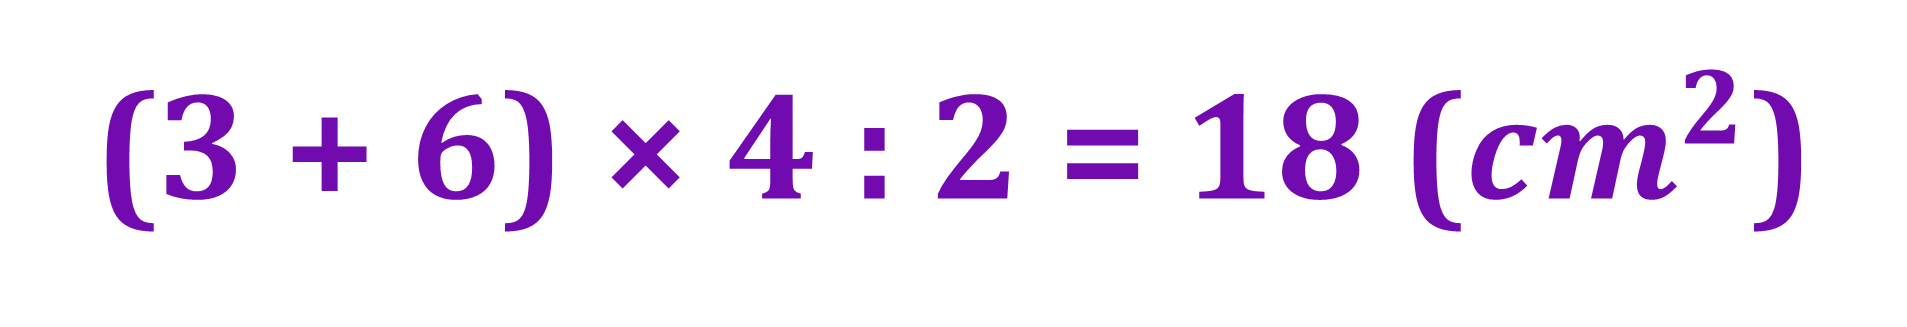 (3 + 6) × 4 : 2 = 18 (cm²)